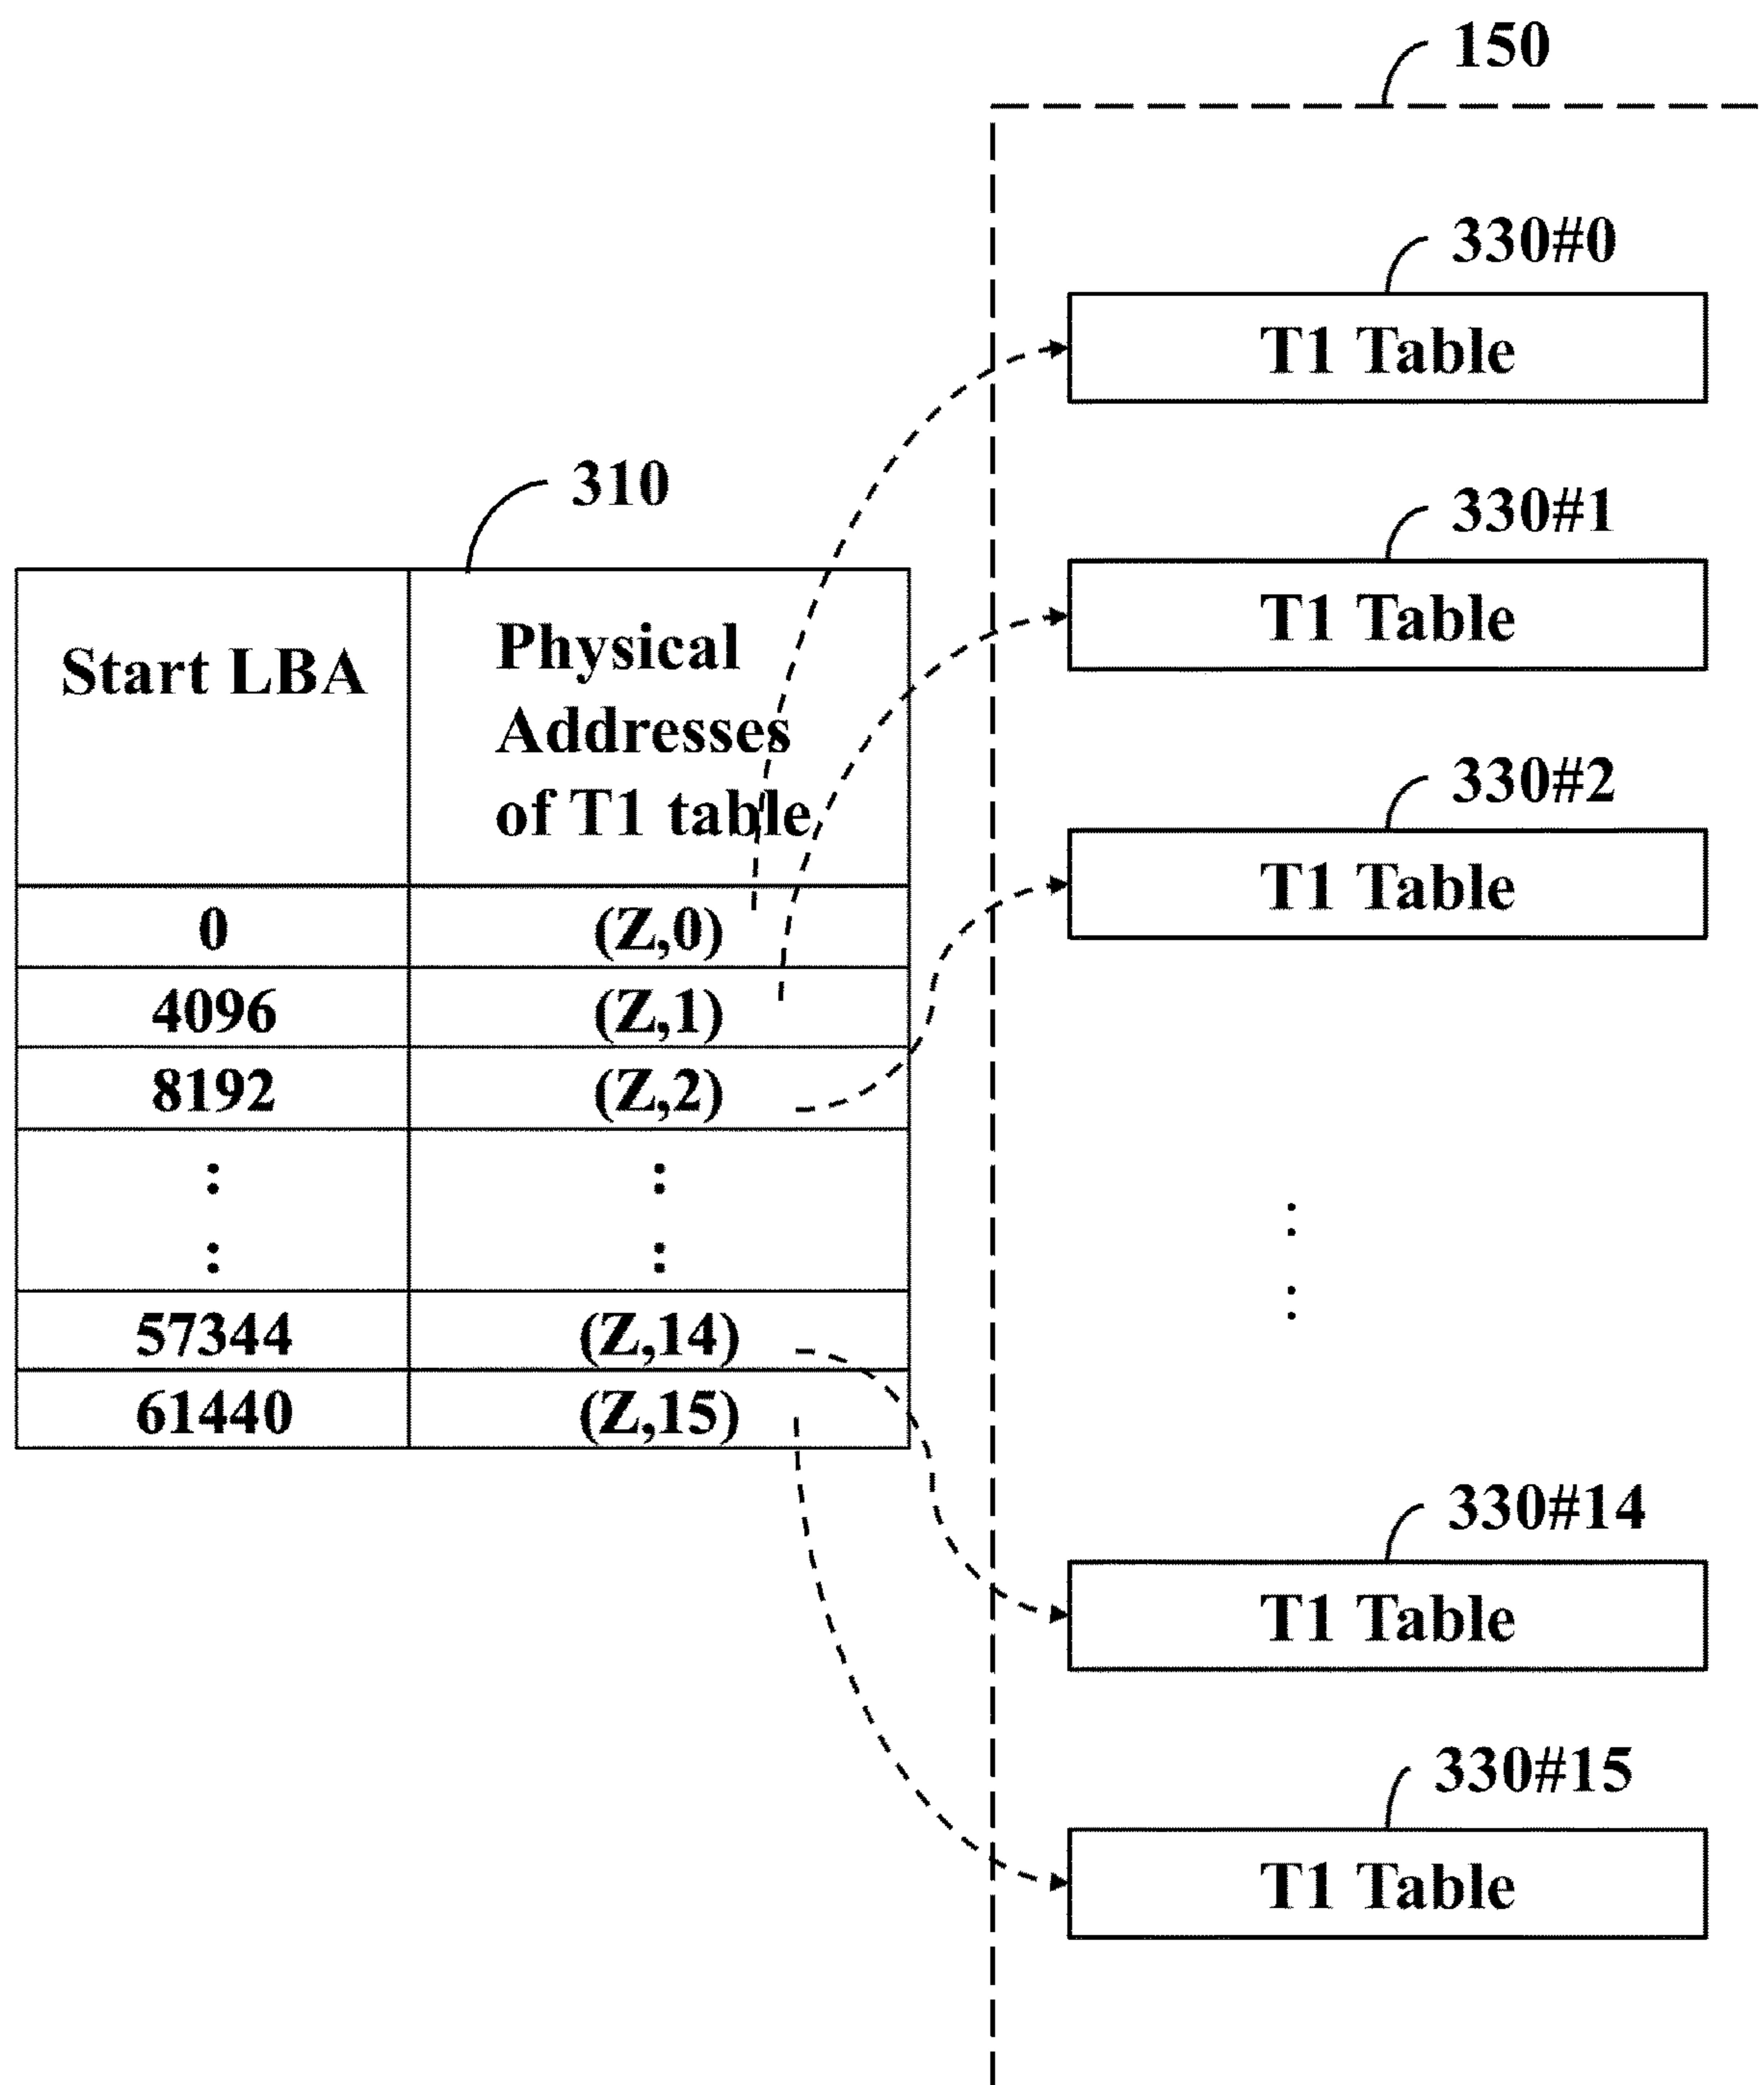 150
330#0
T1 Table
310
330#1
T1 Table
Start LBA
Physical
Addresses
of T1 table
330#2
T1 Table
0 (Z,0)
4096 (Z,1)
8192 (Z,2)
: :
: :
57344 (Z,14)
61440 (Z,15)
:
:
330#14
T1 Table
330#15
T1 Table